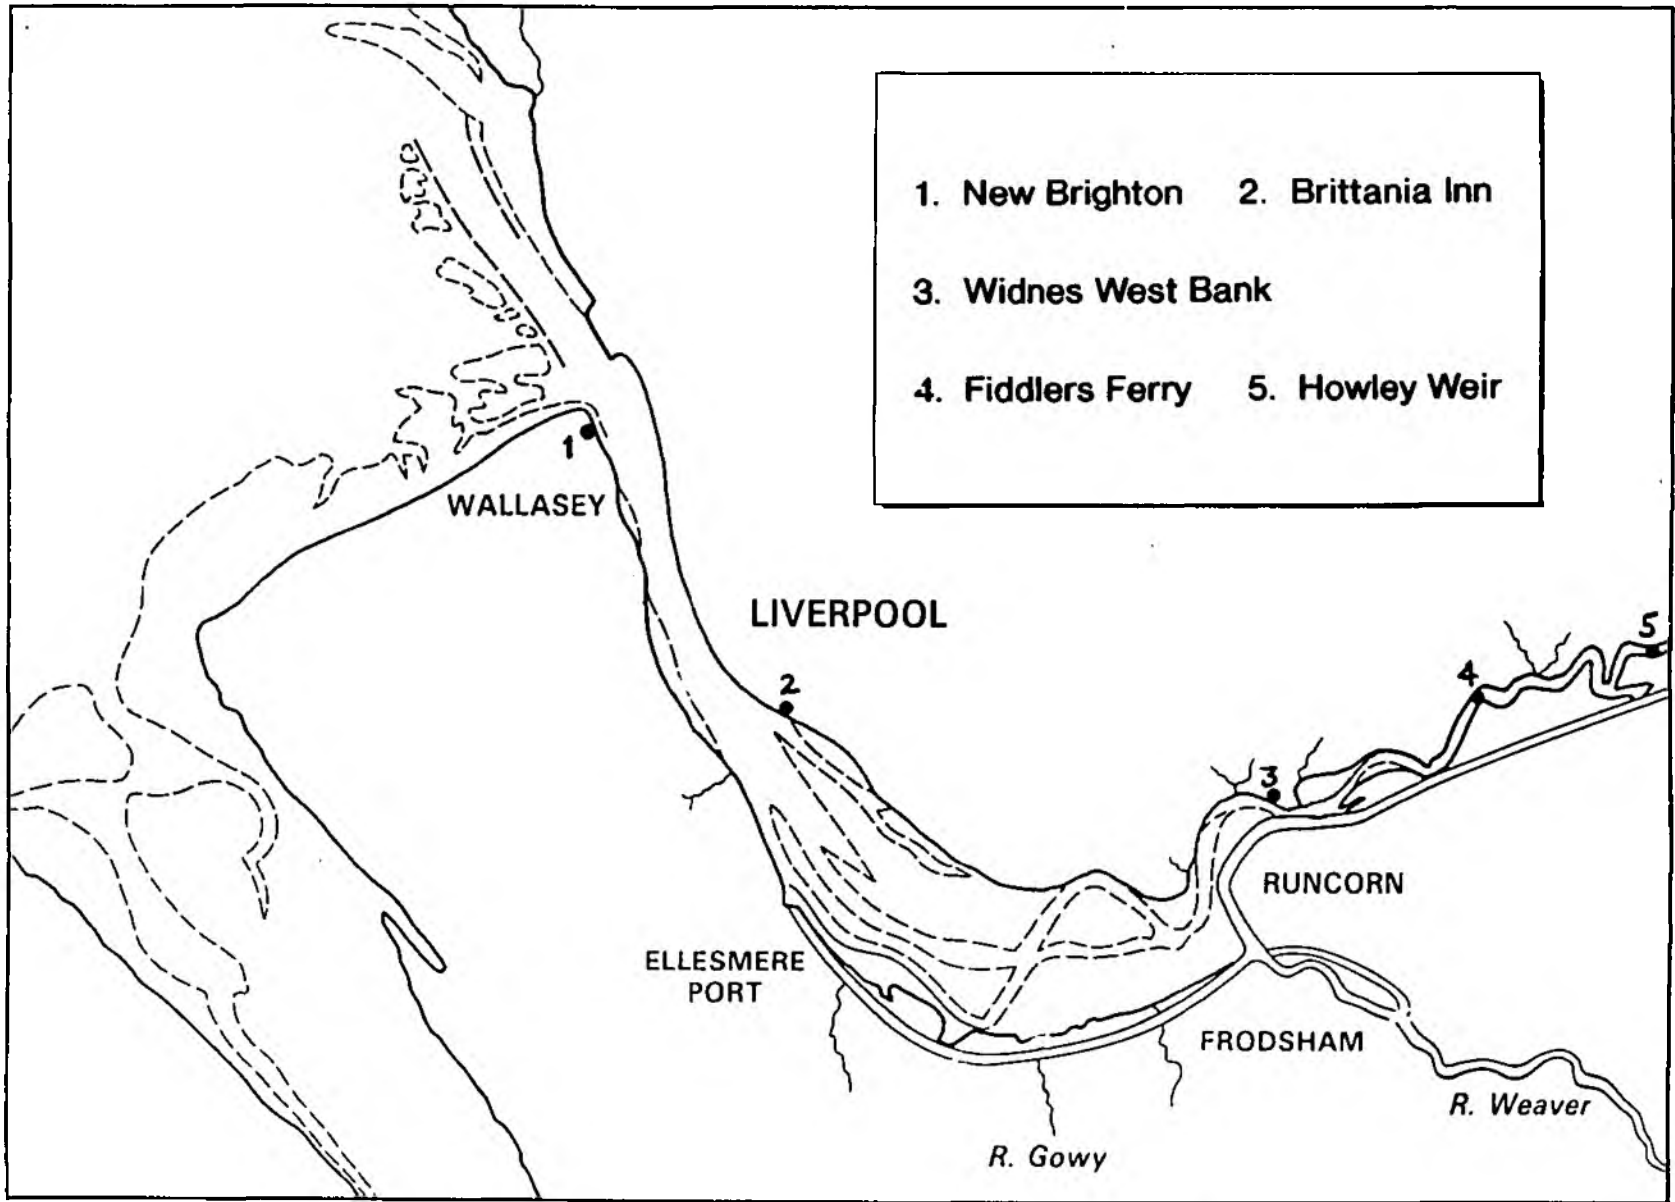 1. New Brighton 2. Brittania Inn
3. Widnes West Bank
4. Fiddlers Ferry 5. Howley Weir
1
WALLASEY
LIVERPOOL
2
5
4
3
RUNCORN
ELLESMERE
PORT
FRODSHAM
R. Weaver
R. Gowy